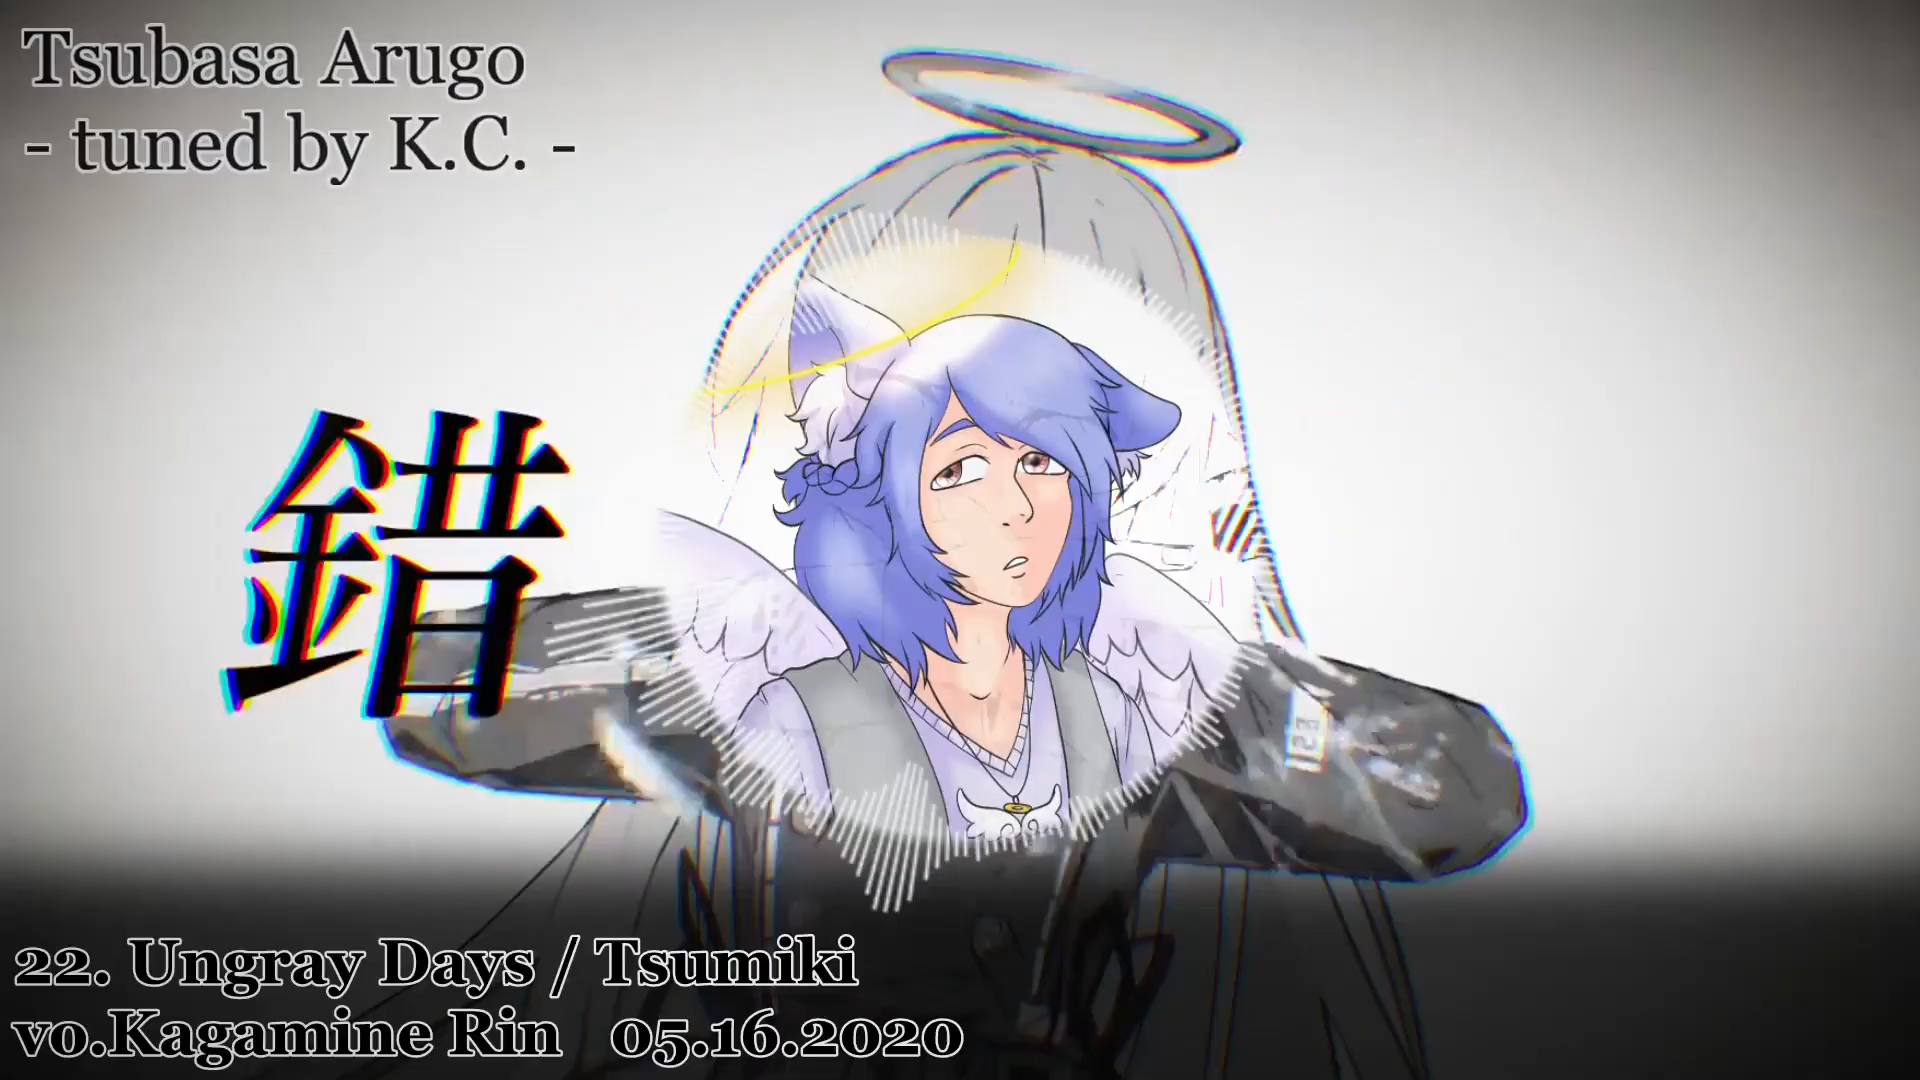 Tsubasa Arugo
- tuned by K.C. -
錯
22. Ungray Days / Tsumiki
vo.Kagamine Rin 05.16.2020